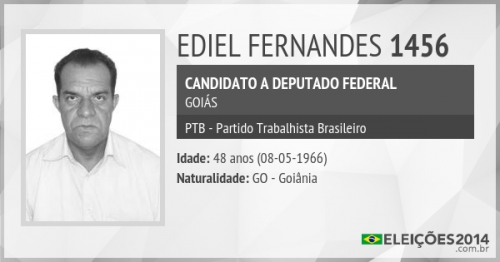 EDIEL FERNANDES 1456
CANDIDATO A DEPUTADO FEDERAL
GOIÁS
PTB - Partido Trabalhista Brasileiro
Idade: 48 anos (08-05-1966)
Naturalidade: GO - Goiânia
ELEIÇÕES2014
.com.br